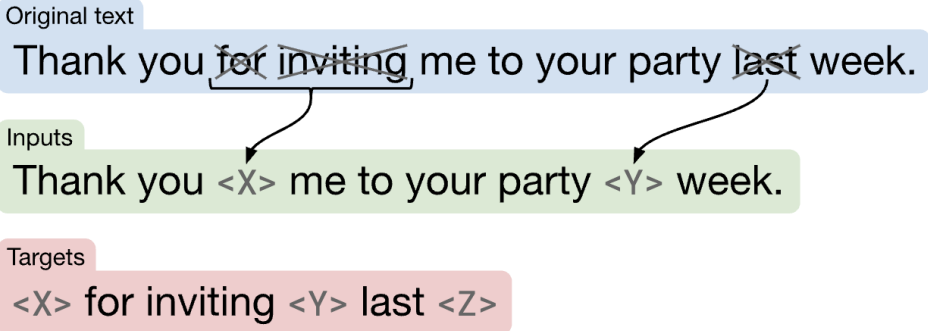 Original text
Thank you for inviting me to your party last week.
Inputs
Thank you <X> me to your party <Y> week.
Targets
<X> for inviting <Y> last <Z>